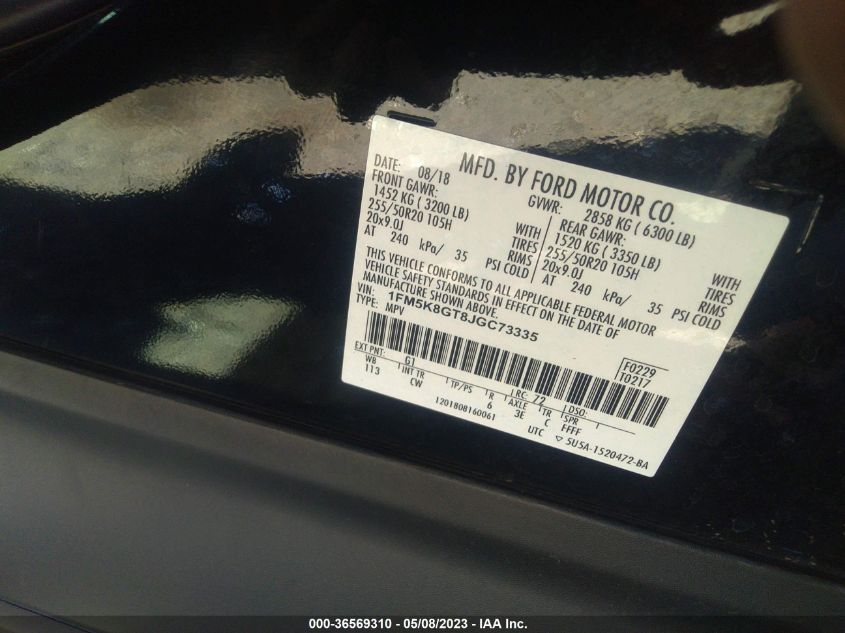 MFD. BY FORD MOTOR CO.
DATE: 08/18 GVWR: 2858 KG ( 6300 LB)
FRONT GAWR: REAR GAWR:
1452 KG ( 3200 LB) WITH 1520 KG ( 3350 LB) WITH
255/50R20 105H TIRES 255/50R20 105H TIRES
20x9.0J RIMS 20x9.0J RIMS
AT 240 kPa/ 35 PSI COLD AT 240 kPa/ 35 PSI COLD
THIS VEHICLE CONFORMS TO ALL APPLICABLE FEDERAL MOTOR
VEHICLE SAFETY STANDARDS IN EFFECT ON THE DATE OF
MANUFACTURE SHOWN ABOVE.
VIN: 1FM5K8GT8JGC73335
TYPE: MPV
F0229
T0217
EXT PNT: G1 LRC: 72 DSO:
WB INT TR TP/PS R AXLE TR SPR
113 CW 6 3E C FFFF
1201808160061 UTC ▽ 5U5A-1520472-BA
000-36569310 - 05/08/2023 - IAA Inc.